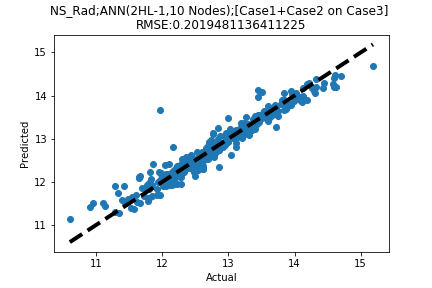 NS_Rad;ANN(2HL-1,10 Nodes);[Case1+Case2 on Case3]
RMSE:0.2019481136411225
15
14
13
12
11
Predicted
11 12 13 14 15
Actual